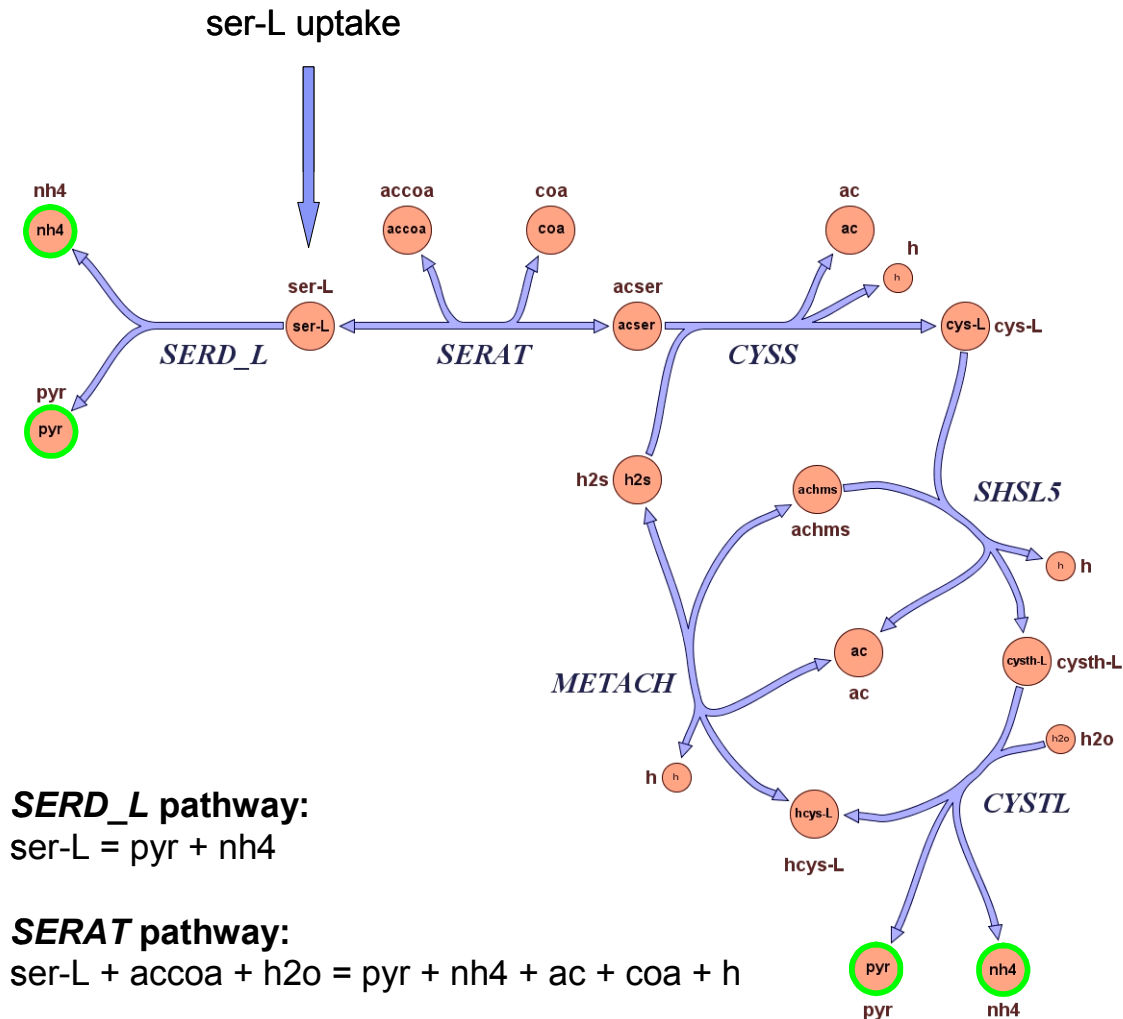 ser-L uptake
nh4
accoa
coa
ac
nh4
accoa
coa
ac
h
h
ser-L
acser
ser-L
acser
cys-L
cys-L
SERD_L
SERAT
CYSS
pyr
pyr
h2s
h2s
achms
achms
SHSL5
h
h
ac
ac
cysth-L
cysth-L
METACH
h2o
h2o
h
h
CYSTL
hcys-L
hcys-L
SERD_L pathway:
ser-L = pyr + nh4
SERAT pathway:
ser-L + accoa + h2o = pyr + nh4 + ac + coa + h
pyr
nh4
pyr
nh4